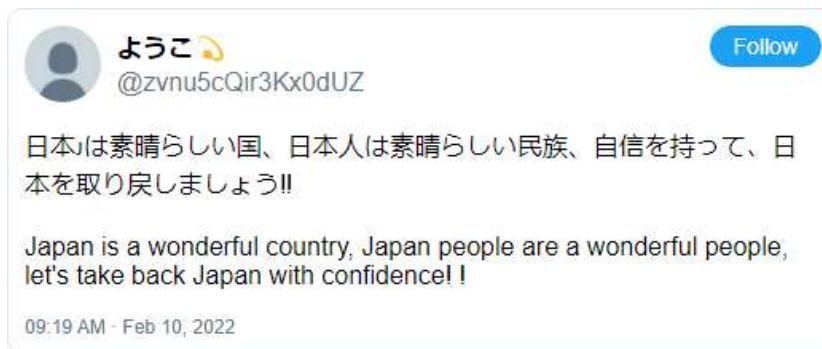 ようこ💫
Follow
@zvnu5cQir3Kx0dUZ
日本」は素晴らしい国、日本人は素晴らしい民族、自信を持って、日
本を取り戻しましょう‼
Japan is a wonderful country, Japan people are a wonderful people,
let's take back Japan with confidence! !
09:19 AM · Feb 10, 2022